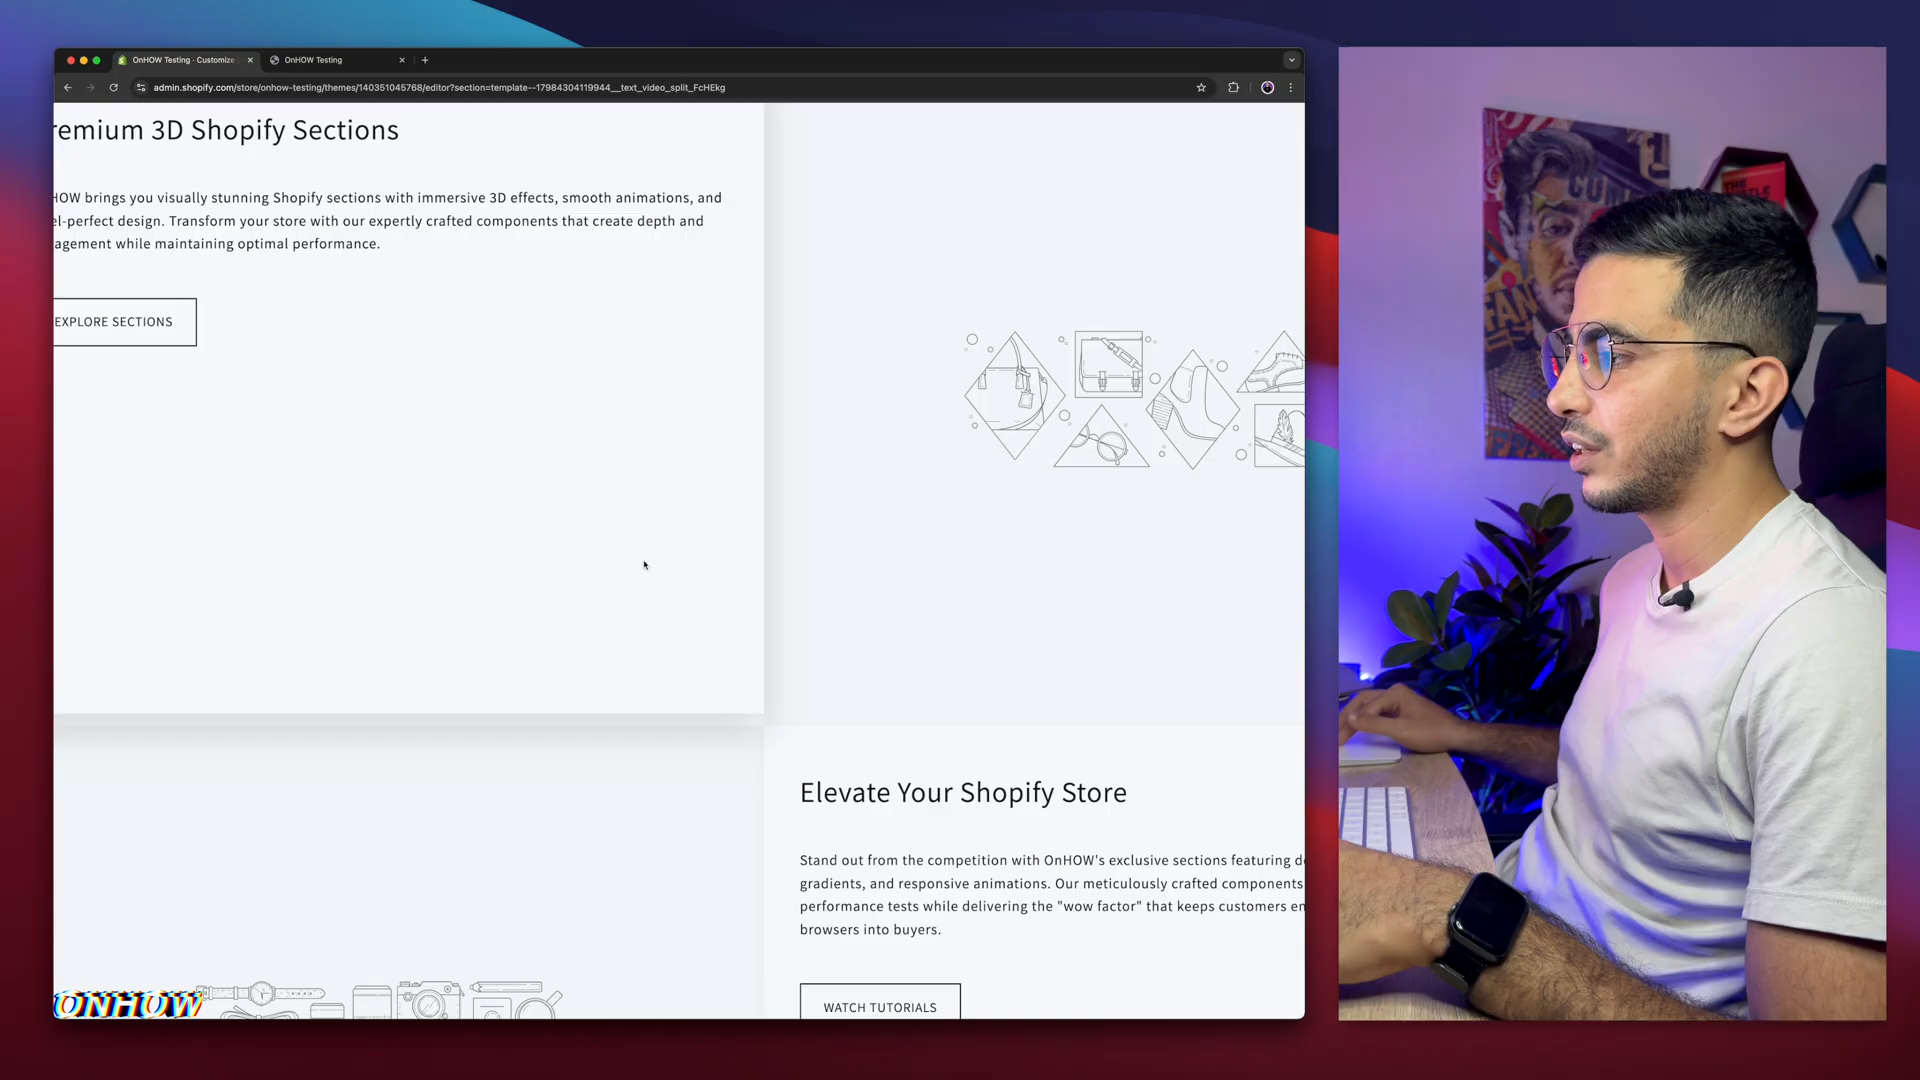 OnHOW Testing · Customize
OnHOW Testing
admin.shopify.com/store/onhow-testing/themes/140351045768/editor?section=template--17984304119944__text_video_split_FcHEkg
remium 3D Shopify Sections
HOW brings you visually stunning Shopify sections with immersive 3D effects, smooth animations, and
el-perfect design. Transform your store with our expertly crafted components that create depth and
agement while maintaining optimal performance.
EXPLORE SECTIONS
Elevate Your Shopify Store
Stand out from the competition with OnHOW's exclusive sections featuring
gradients, and responsive animations. Our meticulously crafted components
performance tests while delivering the "wow factor" that keeps customers en
browsers into buyers.
WATCH TUTORIALS
ONHOW
THE
FAN